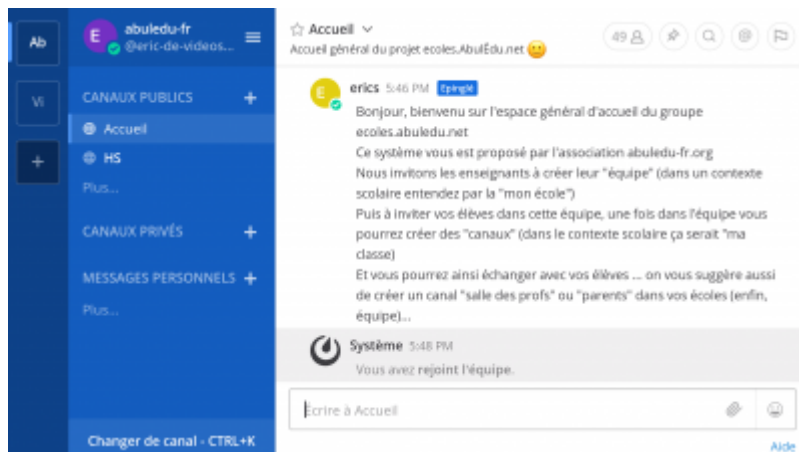 Ab
Vi
+
E
abuledu-fr
@eric-de-videos...
CANAUX PUBLICS +
Accueil
HS
Plus...
CANAUX PRIVÉS +
MESSAGES PERSONNELS +
Plus...
Changer de canal - CTRL+K
Accueil
Accueil général du projet ecoles.AbulÉdu.net
49
@
E
erics 5:46 PM Epinglé
Bonjour, bienvenu sur l'espace général d'accueil du groupe
ecoles.abuledu.net
Ce système vous est proposé par l'association abuledu-fr.org
Nous invitons les enseignants à créer leur "équipe" (dans un contexte
scolaire entendez par la "mon école")
Puis à inviter vos élèves dans cette équipe, une fois dans l'équipe vous
pourrez créer des "canaux" (dans le contexte scolaire ça serait "ma
classe)
Et vous pourrez ainsi échanger avec vos élèves ... on vous suggère aussi
de créer un canal "salle des profs" ou "parents" dans vos écoles (enfin,
équipe)...
Système 5:48 PM
Vous avez rejoint l'équipe.
Écrire à Accueil
Aide